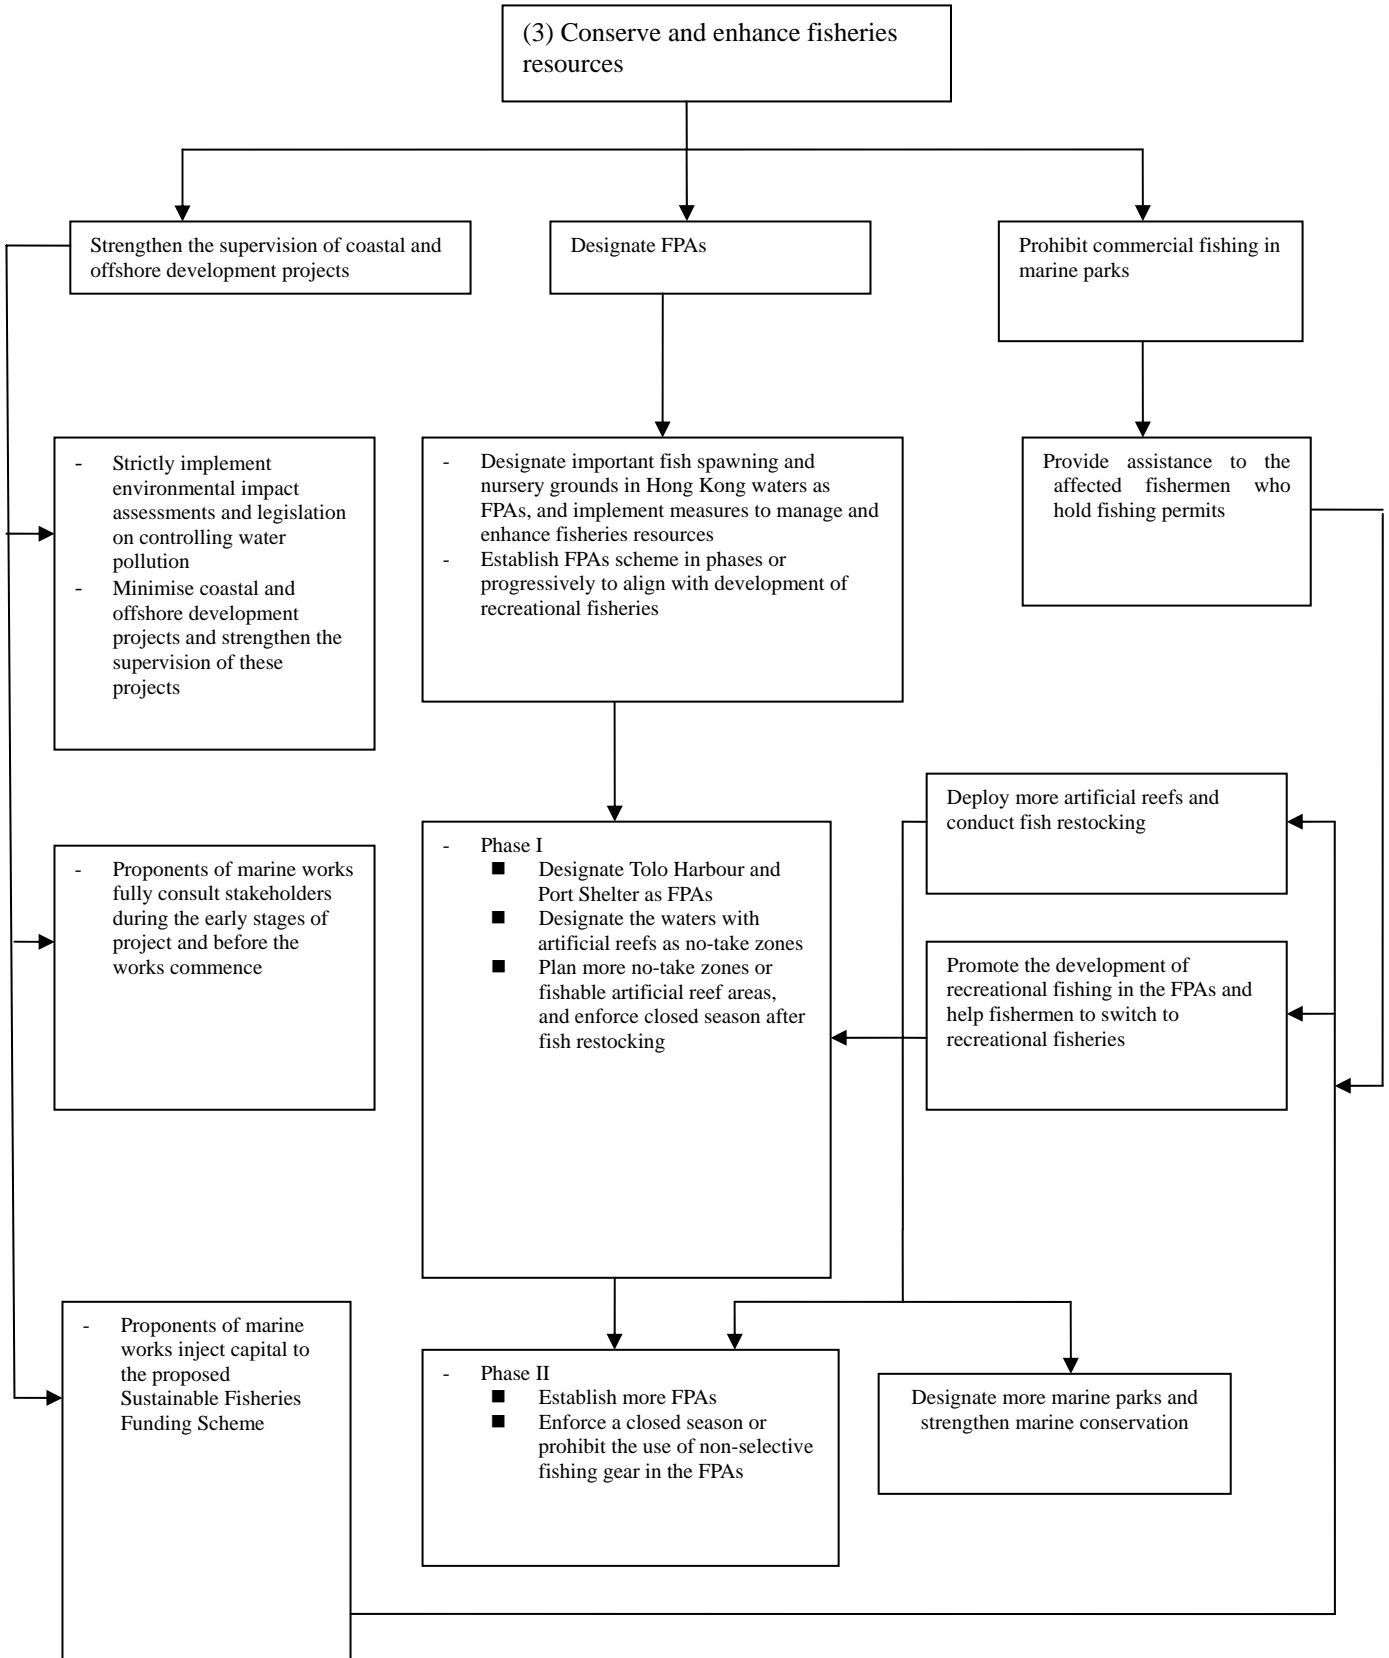 (3) Conserve and enhance fisheries
resources
Strengthen the supervision of coastal and
offshore development projects
Designate FPAs
Prohibit commercial fishing in
marine parks
- Strictly implement
environmental impact
assessments and legislation
on controlling water
pollution
- Minimise coastal and
offshore development
projects and strengthen the
supervision of these
projects
- Designate important fish spawning and
nursery grounds in Hong Kong waters as
FPAs, and implement measures to manage and
enhance fisheries resources
- Establish FPAs scheme in phases or
progressively to align with development of
recreational fisheries
Provide assistance to the
affected fishermen who
hold fishing permits
- Proponents of marine works
fully consult stakeholders
during the early stages of
project and before the
works commence
- Phase I
■ Designate Tolo Harbour and
Port Shelter as FPAs
■ Designate the waters with
artificial reefs as no-take zones
■ Plan more no-take zones or
fishable artificial reef areas,
and enforce closed season after
fish restocking
Deploy more artificial reefs and
conduct fish restocking
Promote the development of
recreational fishing in the FPAs and
help fishermen to switch to
recreational fisheries
- Proponents of marine
works inject capital to
the proposed
Sustainable Fisheries
Funding Scheme
- Phase II
■ Establish more FPAs
■ Enforce a closed season or
prohibit the use of non-selective
fishing gear in the FPAs
Designate more marine parks and
strengthen marine conservation